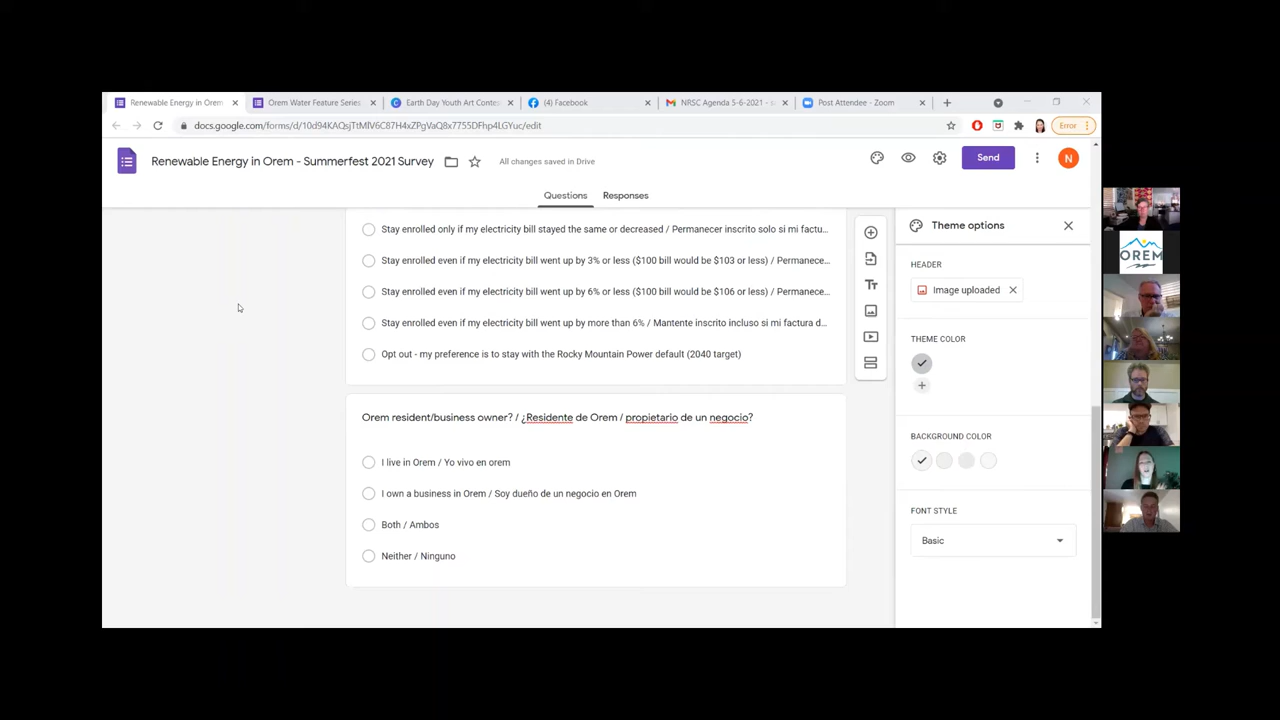 Renewable Energy in Orem
Orem Water Feature Series
Earth Day Youth Art Contes
(4) Facebook
NRSC Agenda 5-6-2021 -
Post Attendee - Zoom
docs.google.com/forms/d/10d94KAQsjTtMlV6C87H4xZPgVaQ8x7755DFhp4LGYuc/edit
Error
Renewable Energy in Orem - Summerfest 2021 Survey
All changes saved in Drive
Send
N
Questions
Responses
Stay enrolled only if my electricity bill stayed the same or decreased / Permanecer inscrito solo si mi factu...
Stay enrolled even if my electricity bill went up by 3% or less ($100 bill would be $103 or less) / Permanece...
Stay enrolled even if my electricity bill went up by 6% or less ($100 bill would be $106 or less) / Permanece...
Stay enrolled even if my electricity bill went up by more than 6% / Mantente inscrito incluso si mi factura d...
Opt out - my preference is to stay with the Rocky Mountain Power default (2040 target)
Orem resident/business owner? / ¿Residente de Orem / propietario de un negocio?
I live in Orem / Yo vivo en orem
I own a business in Orem / Soy dueño de un negocio en Orem
Both / Ambos
Neither / Ninguno
Tт
Theme options
HEADER
Image uploaded
THEME COLOR
BACKGROUND COLOR
FONT STYLE
Basic
OREM